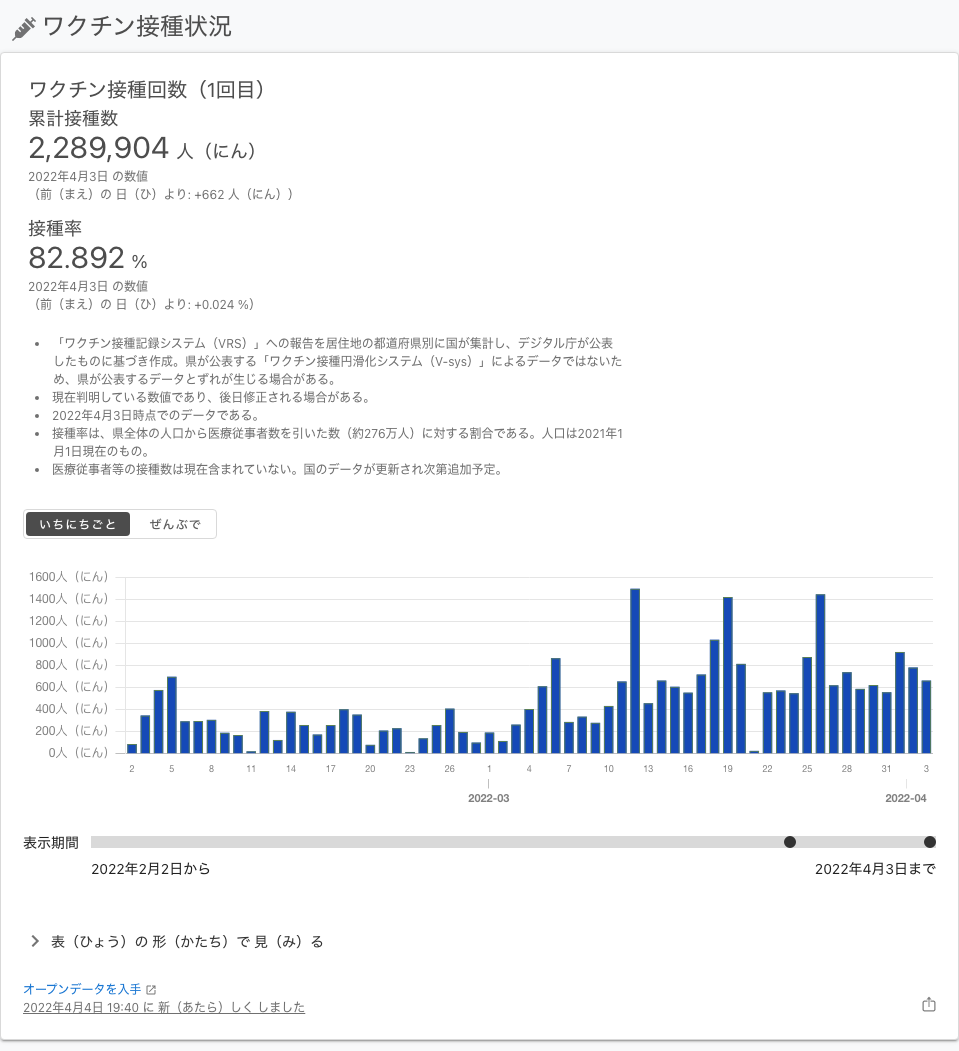 ワクチン接種状況
ワクチン接種回数（1回目）
累計接種数
2,289,904 人（にん）
2022年4月3日 の数値
（前（まえ）の 日（ひ）より: +662 人（にん））
接種率
82.892 %
2022年4月3日 の数値
（前（まえ）の 日（ひ）より: +0.024 %）
• 「ワクチン接種記録システム（VRS）」への報告を居住地の都道府県別に国が集計し、デジタル庁が公表
したものに基づき作成。県が公表する「ワクチン接種円滑化システム（V-sys）」によるデータではないた
め、県が公表するデータとずれが生じる場合がある。
• 現在判明している数値であり、後日修正される場合がある。
• 2022年4月3日時点でのデータである。
• 接種率は、県全体の人口から医療従事者数を引いた数（約276万人）に対する割合である。人口は2021年1
月1日現在のもの。
• 医療従事者等の接種数は現在含まれていない。国のデータが更新され次第追加予定。
いちにちごと ぜんぶで
1600人（にん）
1400人（にん）
1200人（にん）
1000人（にん）
800人（にん）
600人（にん）
400人（にん）
200人（にん）
0人（にん）
2 5 8 11 14 17 20 23 26 1 4 7 10 13 16 19 22 25 28 31 3
2022-03 2022-04
表示期間
2022年2月2日から 2022年4月3日まで
表（ひょう）の 形（かたち）で 見（み）る
オープンデータを入手
2022年4月4日 19:40 に 新（あたら）しく しました